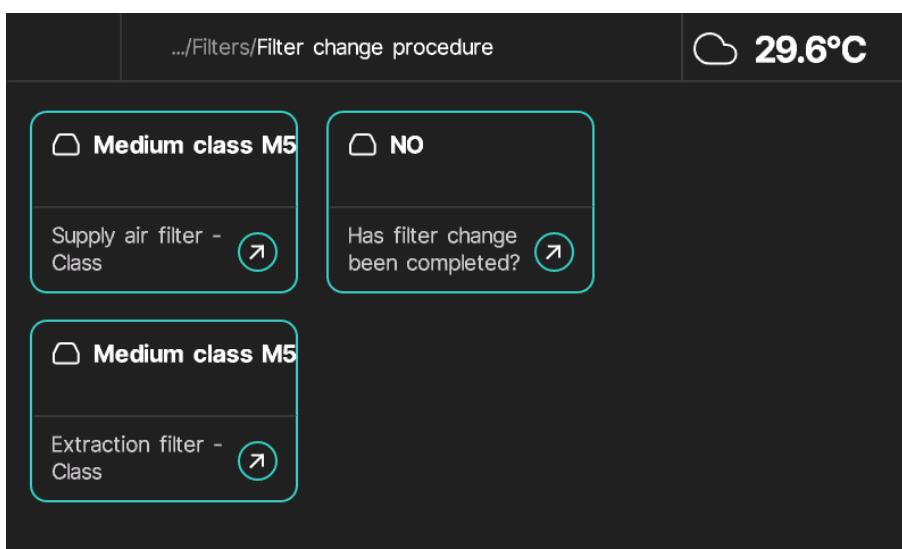 .../Filters/Filter change procedure
29.6°C
Medium class M5
Supply air filter -
Class
NO
Has filter change
been completed?
Medium class M5
Extraction filter -
Class